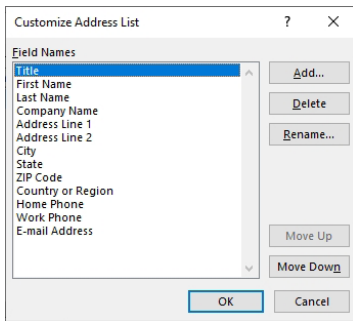 Customize Address List
?
Field Names
Title
First Name
Last Name
Company Name
Address Line 1
Address Line 2
City
State
ZIP Code
Country or Region
Home Phone
Work Phone
E-mail Address
Add...
Delete
Rename...
Move Up
Move Down
OK
Cancel